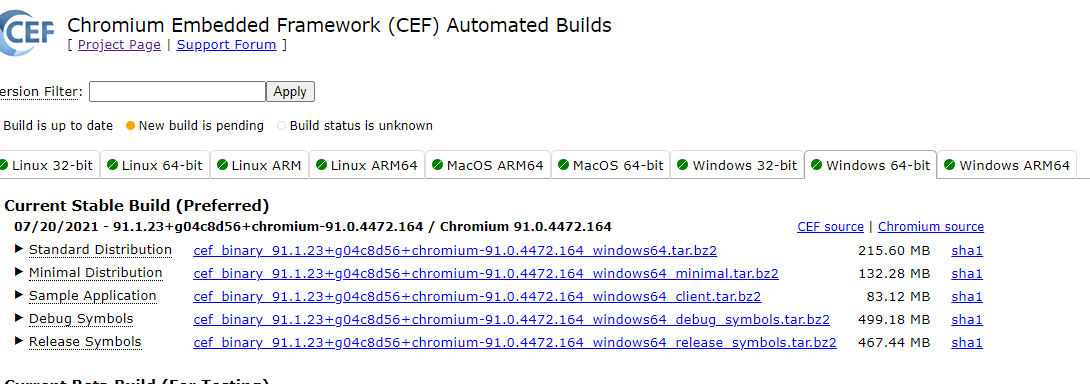 CEF
Chromium Embedded Framework (CEF) Automated Builds
[ Project Page | Support Forum ]
ersion Filter: Apply
Build is up to date New build is pending Build status is unknown
Linux 32-bit Linux 64-bit Linux ARM Linux ARM64 MacOS ARM64 MacOS 64-bit Windows 32-bit Windows 64-bit Windows ARM64
Current Stable Build (Preferred)
07/20/2021 - 91.1.23+g04c8d56+chromium-91.0.4472.164 / Chromium 91.0.4472.164 CEF source | Chromium source
Standard Distribution cef_binary_91.1.23+g04c8d56+chromium-91.0.4472.164_windows64.tar.bz2 215.60 MB sha1
Minimal Distribution cef_binary_91.1.23+g04c8d56+chromium-91.0.4472.164_windows64_minimal.tar.bz2 132.28 MB sha1
Sample Application cef_binary_91.1.23+g04c8d56+chromium-91.0.4472.164_windows64_client.tar.bz2 83.12 MB sha1
Debug Symbols cef_binary_91.1.23+g04c8d56+chromium-91.0.4472.164_windows64_debug_symbols.tar.bz2 499.18 MB sha1
Release Symbols cef_binary_91.1.23+g04c8d56+chromium-91.0.4472.164_windows64_release_symbols.tar.bz2 467.44 MB sha1
Current Beta Build (For Testing)